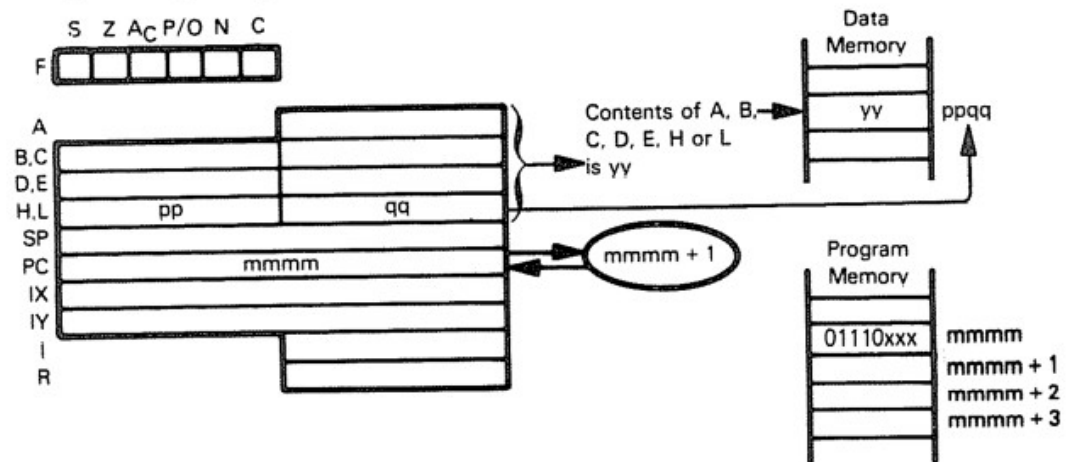 S Z AC P/O N C
F
A
B,C
D,E
H,L pp qq
SP
PC mmmm
IX
IY
I
R
mmmm + 1
Contents of A, B,
C, D, E, H or L
is yy
Data
Memory
yy ppqq
Program
Memory
01110xxx mmmm
mmmm + 1
mmmm + 2
mmmm + 3